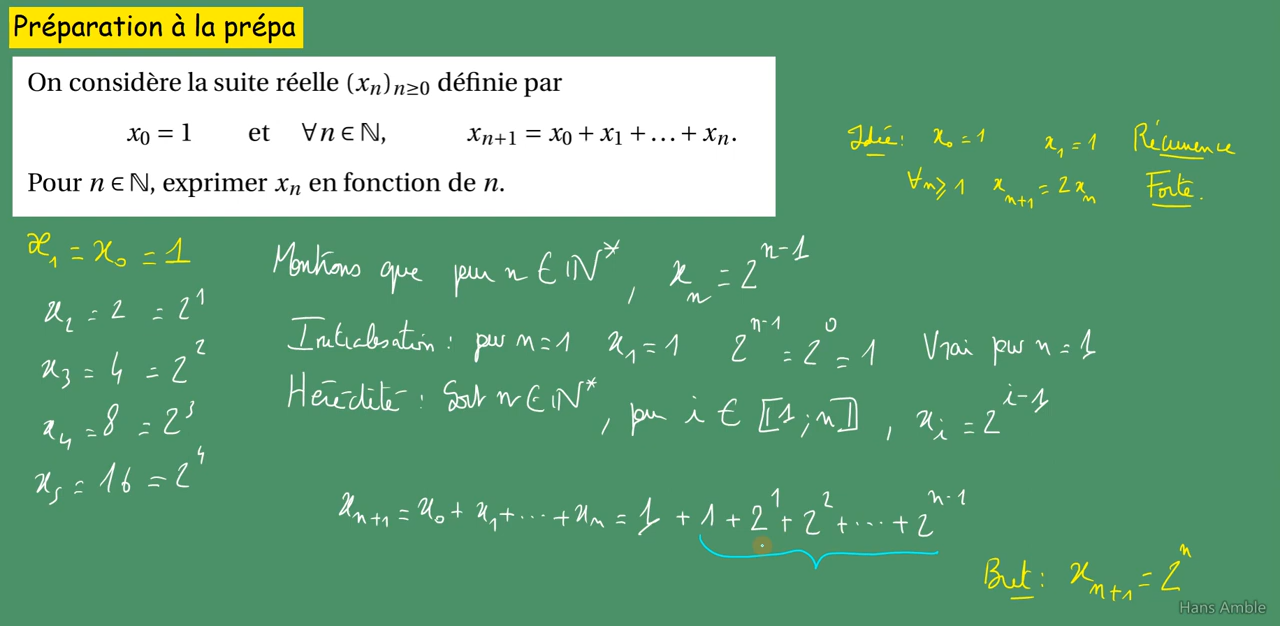 Préparation à la prépa
On considère la suite réelle (xₙ)ₙ≥₀ définie par
x₀ = 1 et ∀n ∈ ℕ, xₙ₊₁ = x₀ + x₁ + … + xₙ.
Pour n ∈ ℕ, exprimer xₙ en fonction de n.
Idée : x₀ = 1 x₁ = 1 Récurrence
∀n ⩾ 1 xₙ₊₁ = 2xₙ Forte.
x₁ = x₀ = 1
x₂ = 2 = 2¹
x₃ = 4 = 2²
x₄ = 8 = 2³
x₅ = 16 = 2⁴
Montrons que pour n ∈ ℕ*, xₙ = 2ⁿ⁻¹
Initialisation : pour n = 1 x₁ = 1 2ⁿ⁻¹ = 2⁰ = 1 Vrai pour n = 1
Hérédité : Soit n ∈ ℕ*, pour i ∈ ⟦1 ; n⟧, xᵢ = 2ⁱ⁻¹
xₙ₊₁ = x₀ + x₁ + ... + xₙ = 1 + 1 + 2¹ + 2² + ... + 2ⁿ⁻¹
But : xₙ₊₁ = 2ⁿ
Hans Amble